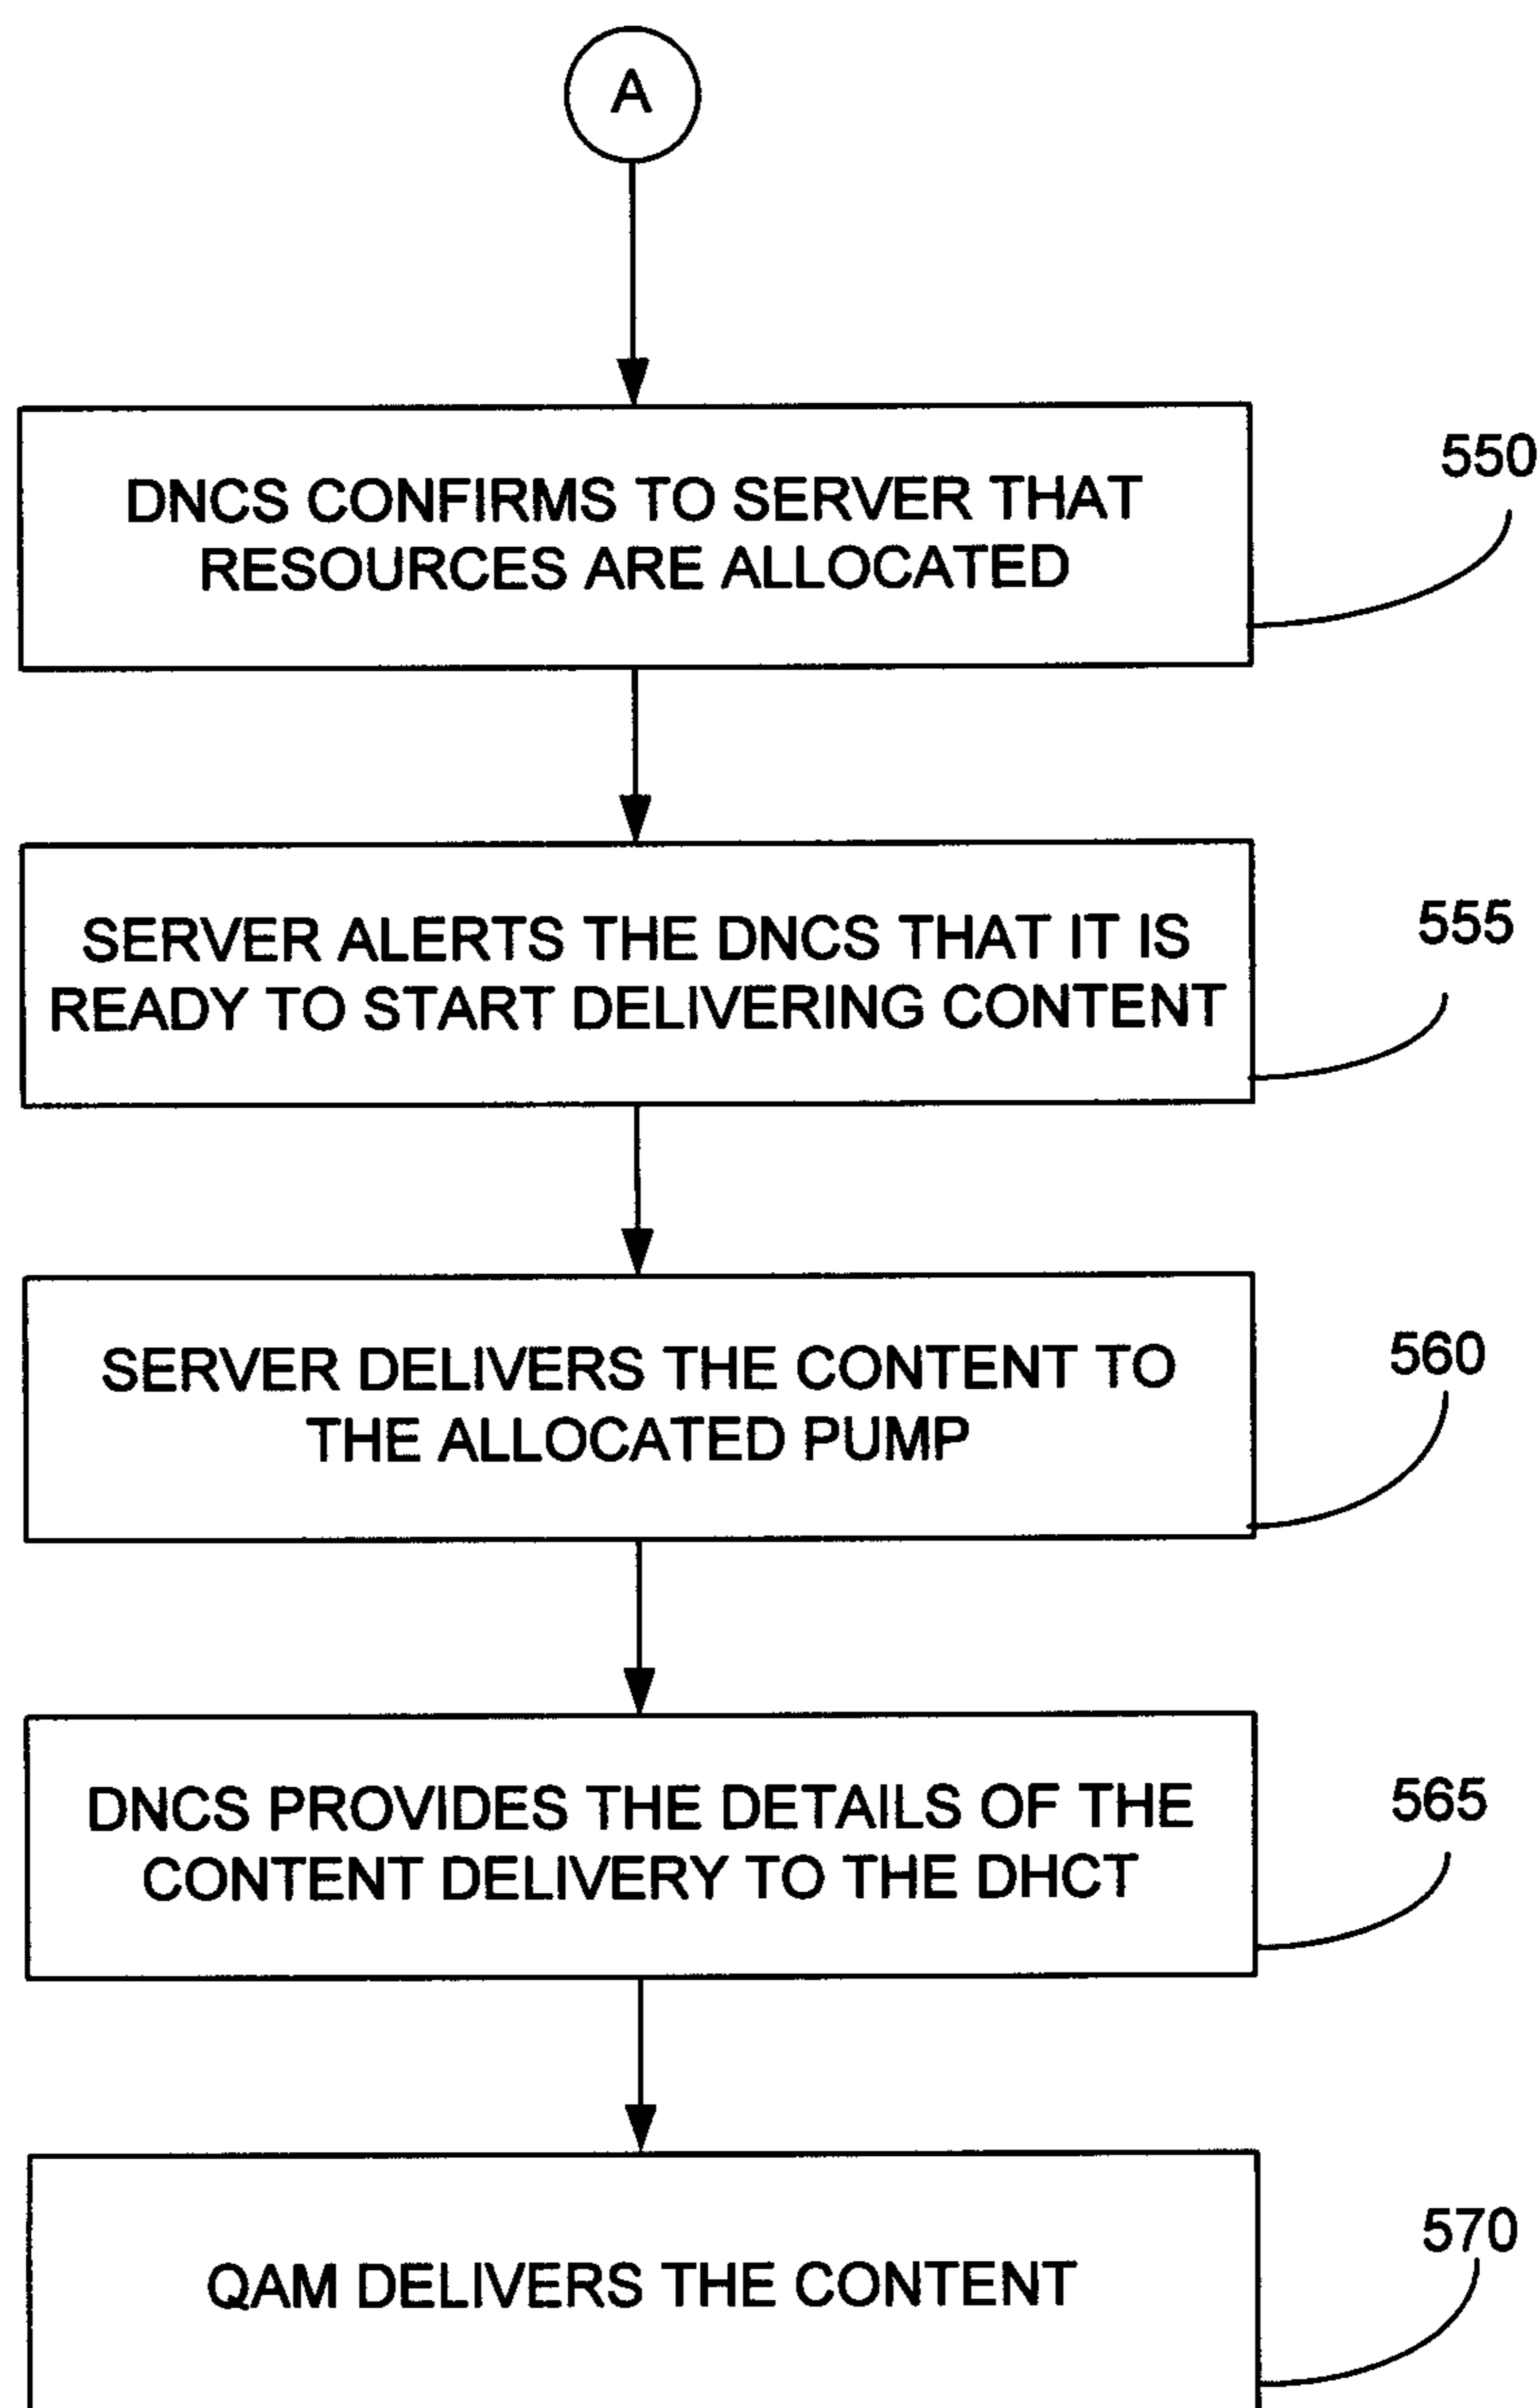 A
DNCS CONFIRMS TO SERVER THAT
RESOURCES ARE ALLOCATED
550
SERVER ALERTS THE DNCS THAT IT IS
READY TO START DELIVERING CONTENT
555
SERVER DELIVERS THE CONTENT TO
THE ALLOCATED PUMP
560
DNCS PROVIDES THE DETAILS OF THE
CONTENT DELIVERY TO THE DHCT
565
QAM DELIVERS THE CONTENT
570